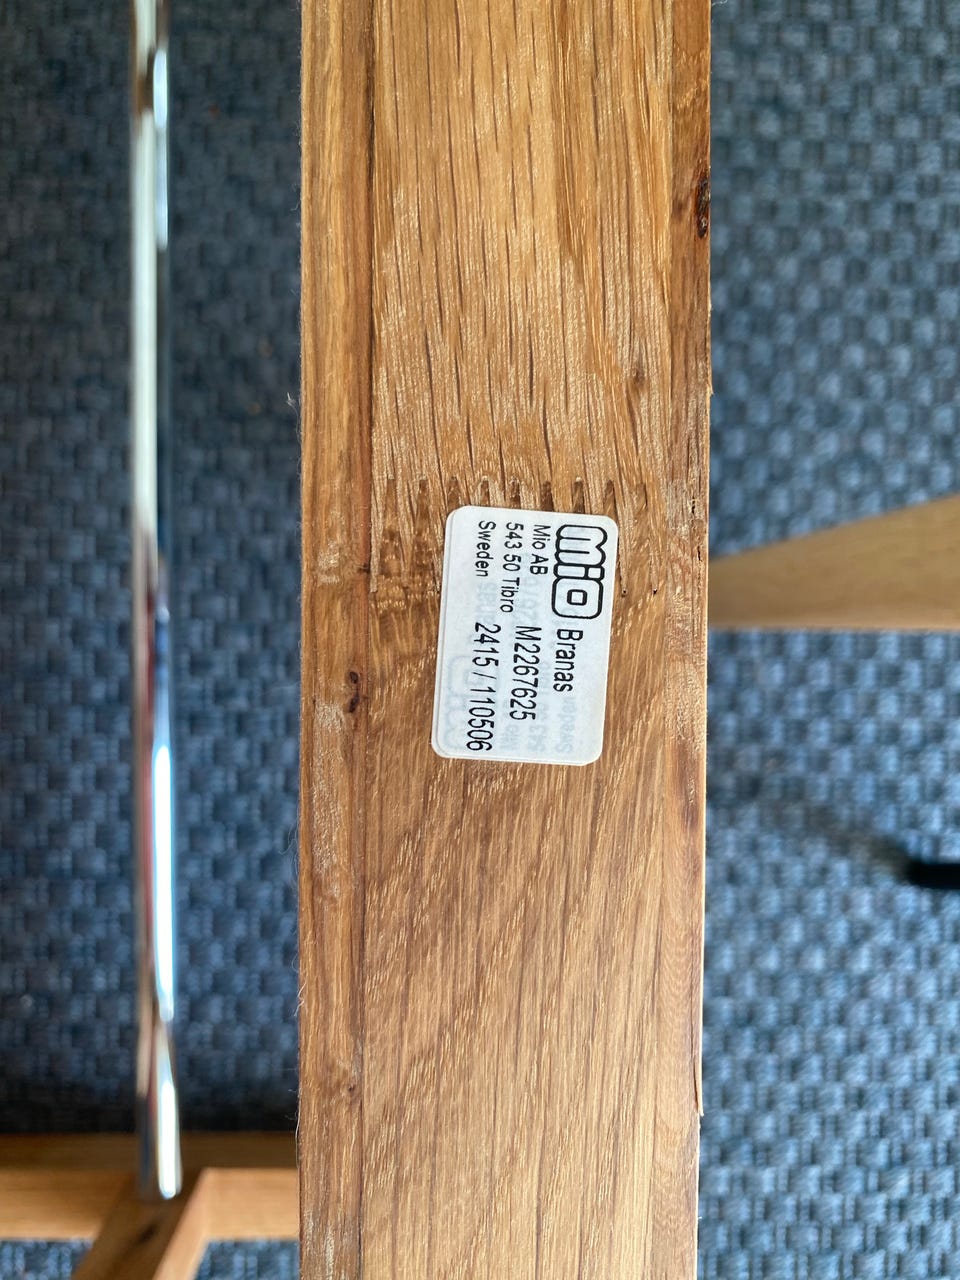 mio Branas
Mio AB
543 50 Tibro M2267625
Sweden 2415 / 110506